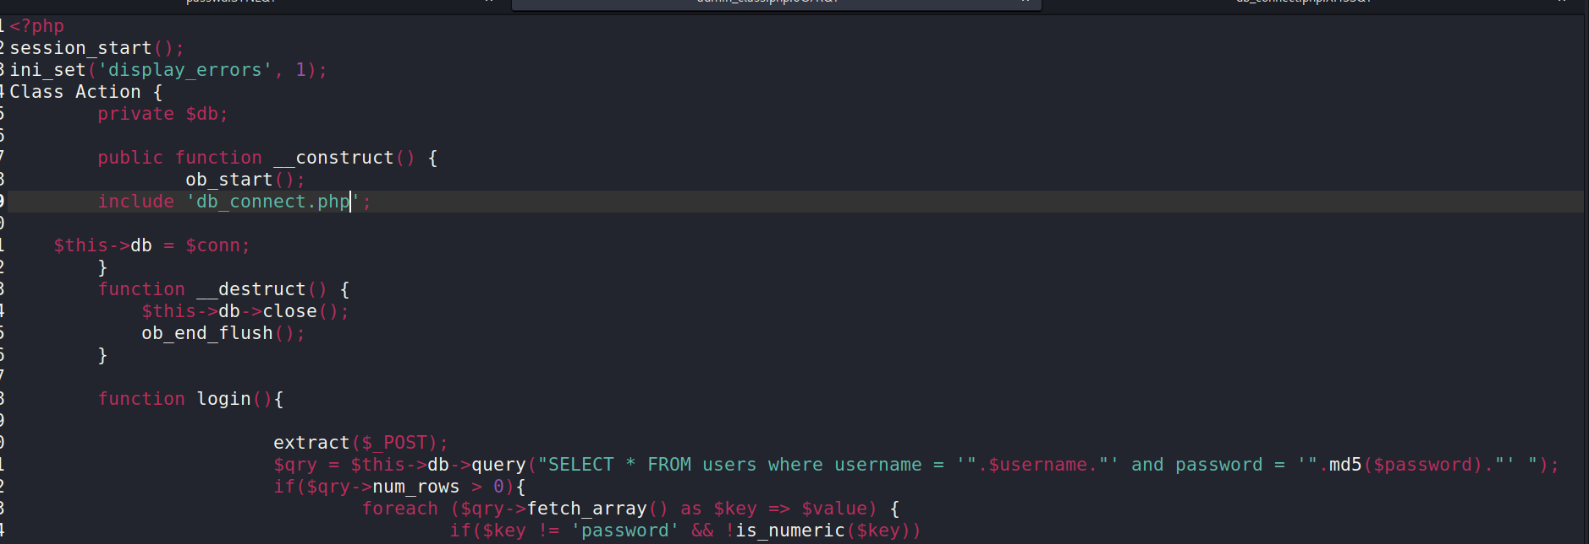 1 <?php
2 session_start();
3 ini_set('display_errors', 1);
4 Class Action {
5 private $db;
6
7 public function __construct() {
8 ob_start();
9 include 'db_connect.php';
0
1 $this->db = $conn;
2 }
3 function __destruct() {
4 $this->db->close();
5 ob_end_flush();
6 }
7
8 function login(){
9
0 extract($_POST);
1 $qry = $this->db->query("SELECT * FROM users where username = '".$username."' and password = '".md5($password)."' ");
2 if($qry->num_rows > 0){
3 foreach ($qry->fetch_array() as $key => $value) {
4 if($key != 'password' && !is_numeric($key))